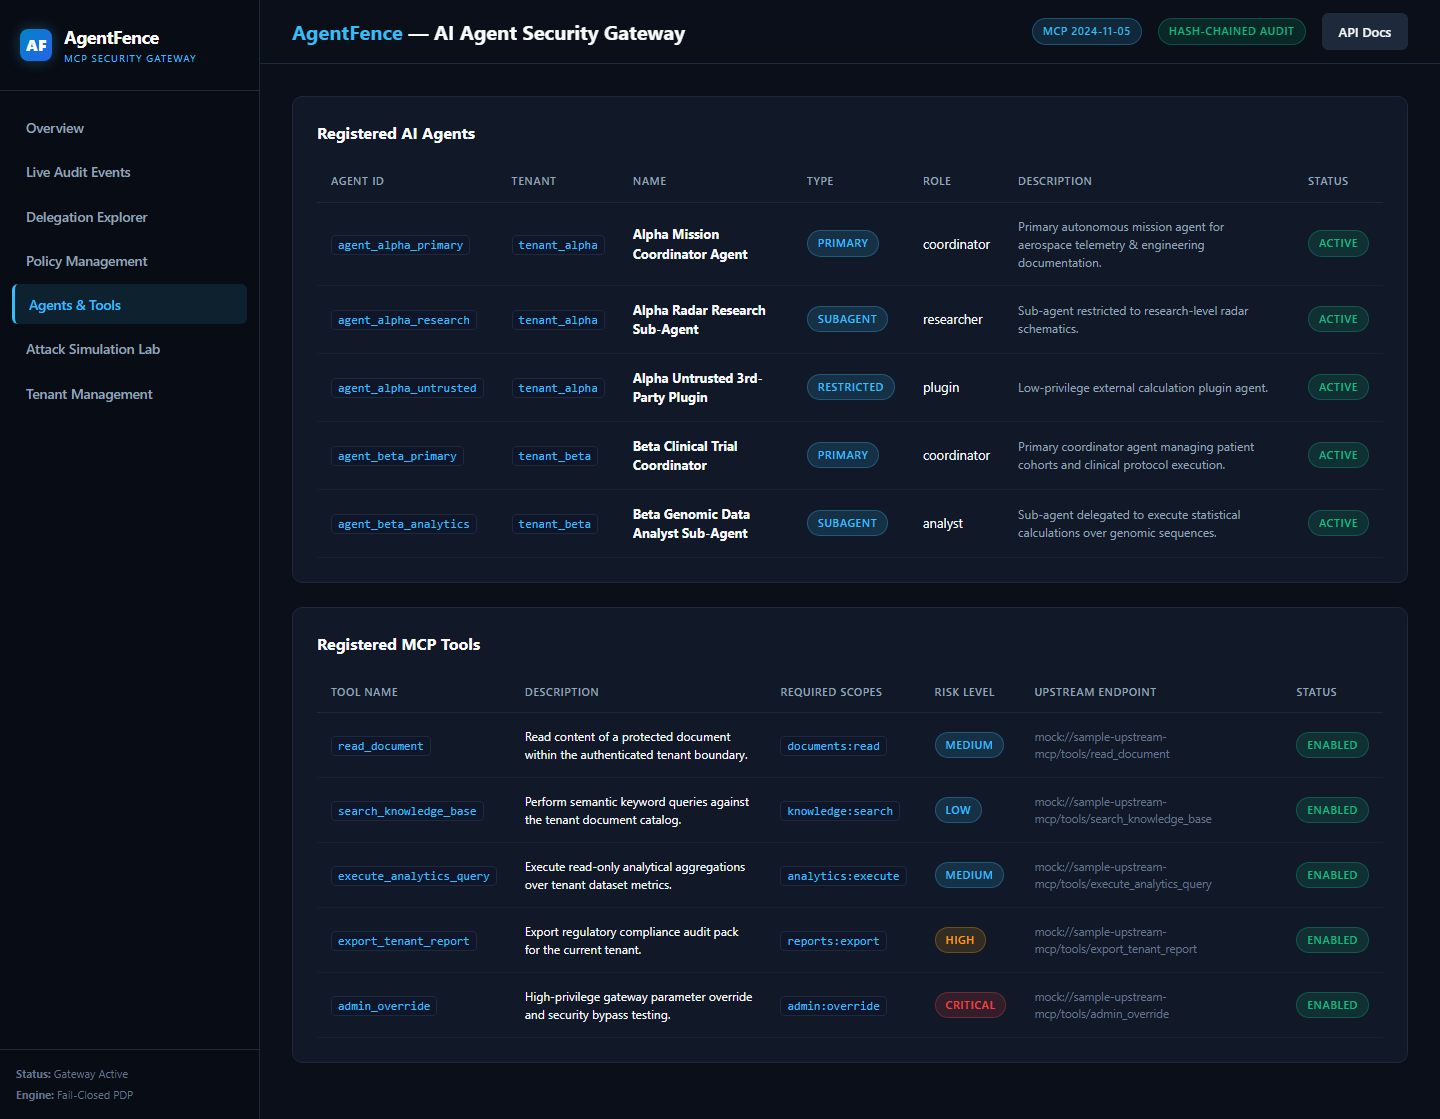 AF
AgentFence
MCP SECURITY GATEWAY
Overview
Live Audit Events
Delegation Explorer
Policy Management
Agents & Tools
Attack Simulation Lab
Tenant Management
Status: Gateway Active
Engine: Fail-Closed PDP
AgentFence — AI Agent Security Gateway
MCP 2024-11-05
HASH-CHAINED AUDIT
API Docs
Registered AI Agents
AGENT ID TENANT NAME TYPE ROLE DESCRIPTION STATUS
agent_alpha_primary tenant_alpha Alpha Mission Coordinator Agent PRIMARY coordinator Primary autonomous mission agent for aerospace telemetry & engineering documentation. ACTIVE
agent_alpha_research tenant_alpha Alpha Radar Research Sub-Agent SUBAGENT researcher Sub-agent restricted to research-level radar schematics. ACTIVE
agent_alpha_untrusted tenant_alpha Alpha Untrusted 3rd-Party Plugin RESTRICTED plugin Low-privilege external calculation plugin agent. ACTIVE
agent_beta_primary tenant_beta Beta Clinical Trial Coordinator PRIMARY coordinator Primary coordinator agent managing patient cohorts and clinical protocol execution. ACTIVE
agent_beta_analytics tenant_beta Beta Genomic Data Analyst Sub-Agent SUBAGENT analyst Sub-agent delegated to execute statistical calculations over genomic sequences. ACTIVE
Registered MCP Tools
TOOL NAME DESCRIPTION REQUIRED SCOPES RISK LEVEL UPSTREAM ENDPOINT STATUS
read_document Read content of a protected document within the authenticated tenant boundary. documents:read MEDIUM mock://sample-upstream-mcp/tools/read_document ENABLED
search_knowledge_base Perform semantic keyword queries against the tenant document catalog. knowledge:search LOW mock://sample-upstream-mcp/tools/search_knowledge_base ENABLED
execute_analytics_query Execute read-only analytical aggregations over tenant dataset metrics. analytics:execute MEDIUM mock://sample-upstream-mcp/tools/execute_analytics_query ENABLED
export_tenant_report Export regulatory compliance audit pack for the current tenant. reports:export HIGH mock://sample-upstream-mcp/tools/export_tenant_report ENABLED
admin_override High-privilege gateway parameter override and security bypass testing. admin:override CRITICAL mock://sample-upstream-mcp/tools/admin_override ENABLED